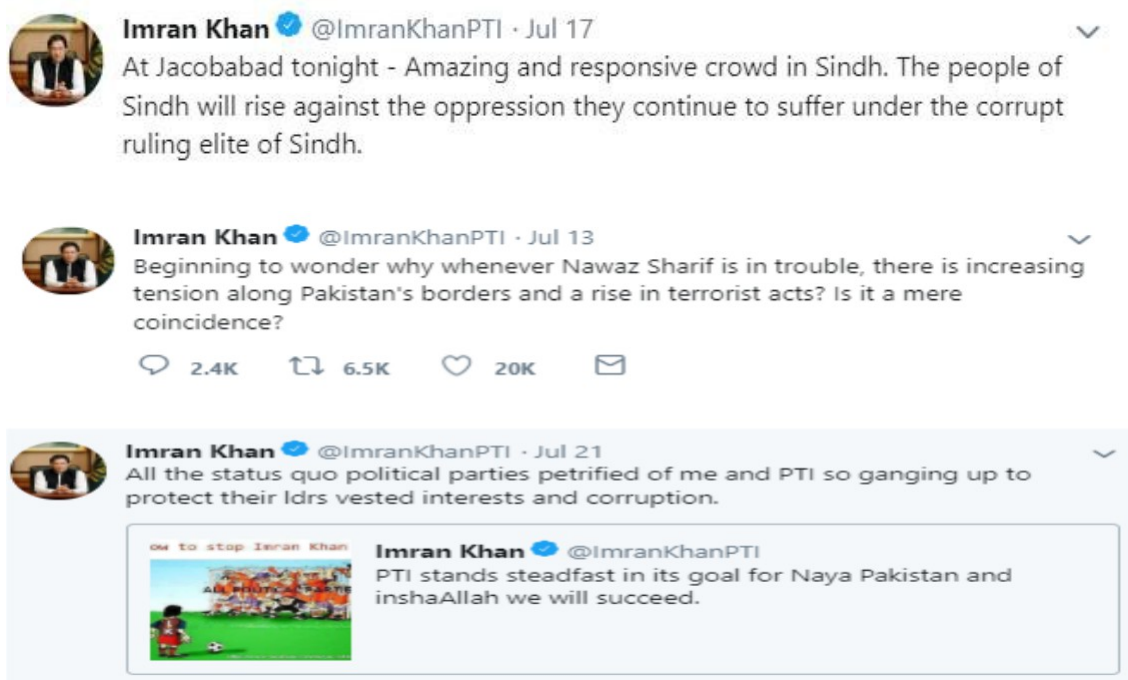 Imran Khan @ImranKhanPTI · Jul 17
At Jacobabad tonight - Amazing and responsive crowd in Sindh. The people of
Sindh will rise against the oppression they continue to suffer under the corrupt
ruling elite of Sindh.
Imran Khan @ImranKhanPTI · Jul 13
Beginning to wonder why whenever Nawaz Sharif is in trouble, there is increasing
tension along Pakistan's borders and a rise in terrorist acts? Is it a mere
coincidence?
2.4K 6.5K 20K
Imran Khan @ImranKhanPTI · Jul 21
All the status quo political parties petrified of me and PTI so ganging up to
protect their ldrs vested interests and corruption.
ow to stop Imran Khan
ALL POLITICAL PARTIE
Imran Khan @ImranKhanPTI
PTI stands steadfast in its goal for Naya Pakistan and
inshaAllah we will succeed.